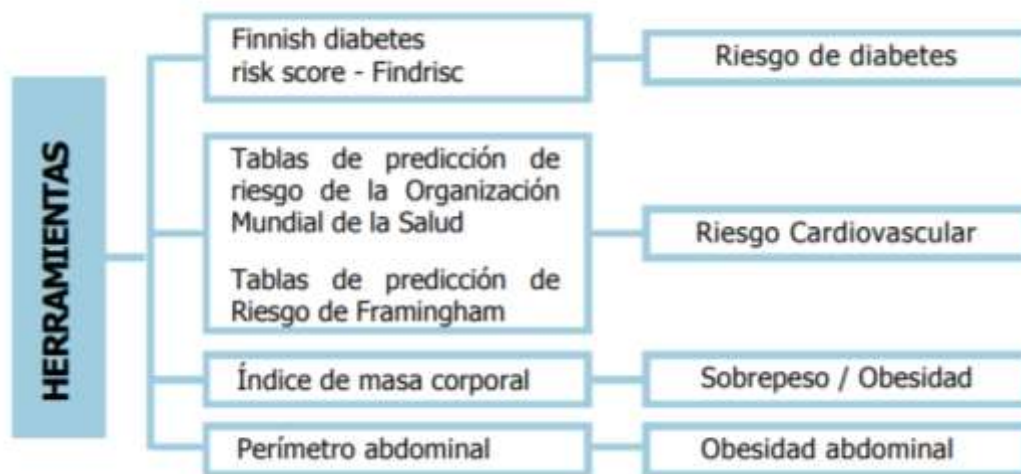 HERRAMIENTAS
Finnish diabetes
risk score - Findrisc
Riesgo de diabetes
Tablas de predicción de
riesgo de la Organización
Mundial de la Salud
Tablas de predicción de
Riesgo de Framingham
Riesgo Cardiovascular
Índice de masa corporal
Sobrepeso / Obesidad
Perímetro abdominal
Obesidad abdominal